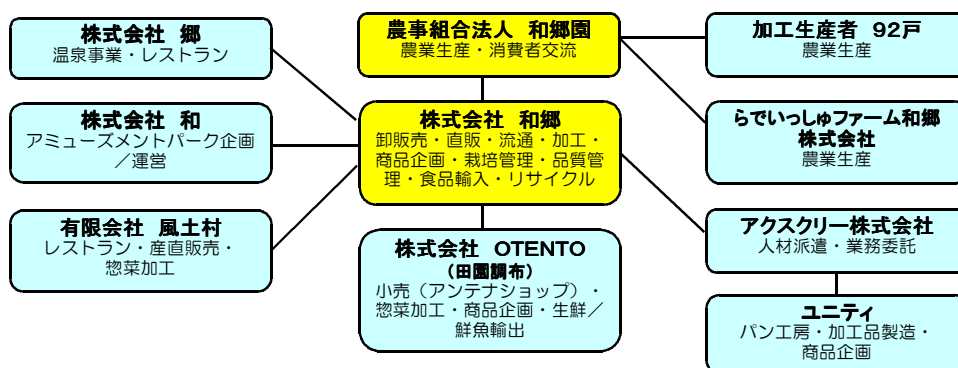 株式会社 郷
温泉事業・レストラン
農事組合法人 和郷園
農業生産・消費者交流
加工生産者 92戸
農業生産
株式会社 和
アミューズメントパーク企画
／運営
株式会社 和郷
卸販売・直販・流通・加工・
商品企画・栽培管理・品質管
理・食品輸入・リサイクル
らでぃっしゅファーム和郷
株式会社
農業生産
有限会社 風土村
レストラン・産直販売・
惣菜加工
株式会社 OTENTO
（田園調布）
小売（アンテナショップ）・
惣菜加工・商品企画・生鮮／
鮮魚輸出
アクスクリー株式会社
人材派遣・業務委託
ユニティ
パン工房・加工品製造・
商品企画